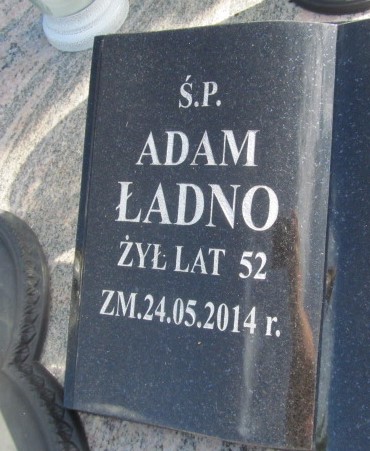 Ś.P.
ADAM
ŁADNO
ŻYŁ LAT 52
ZM.24.05.2014 r.